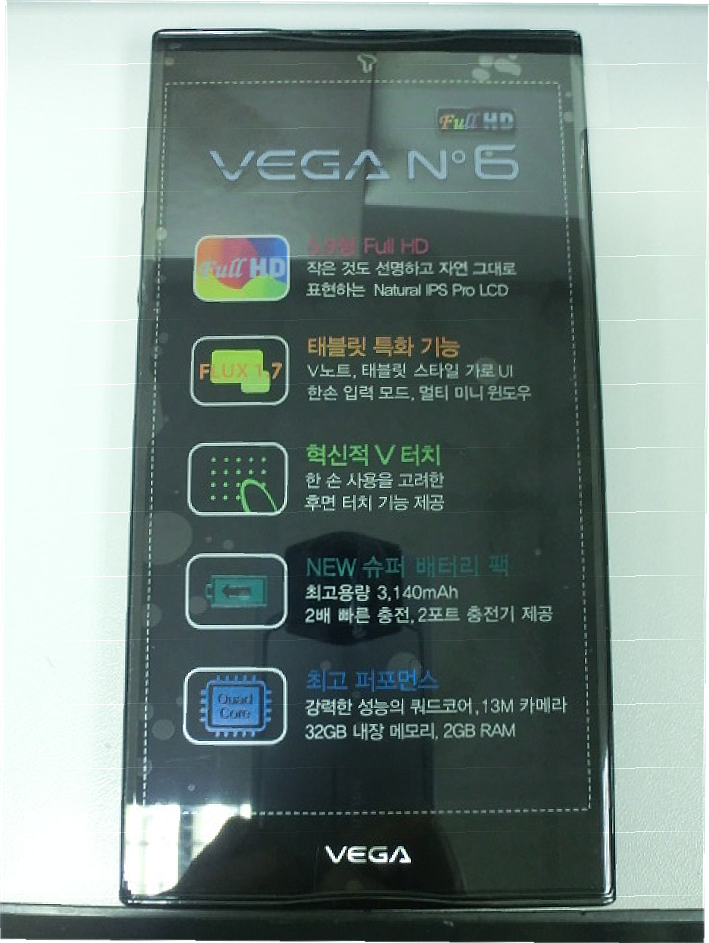 Full HD
VEGA N°6
Full HD
5.9형 Full HD
작은 것도 선명하고 자연 그대로
표현하는 Natural IPS Pro LCD
FLUX 1.7
태블릿 특화 기능
V노트, 태블릿 스타일 가로 UI
한손 입력 모드, 멀티 미니 윈도우
혁신적 V 터치
한 손 사용을 고려한
후면 터치 기능 제공
NEW 슈퍼 배터리 팩
최고용량 3,140mAh
2배 빠른 충전, 2포트 충전기 제공
Quad
Core
최고 퍼포먼스
강력한 성능의 쿼드코어, 13M 카메라
32GB 내장 메모리, 2GB RAM
VEGA